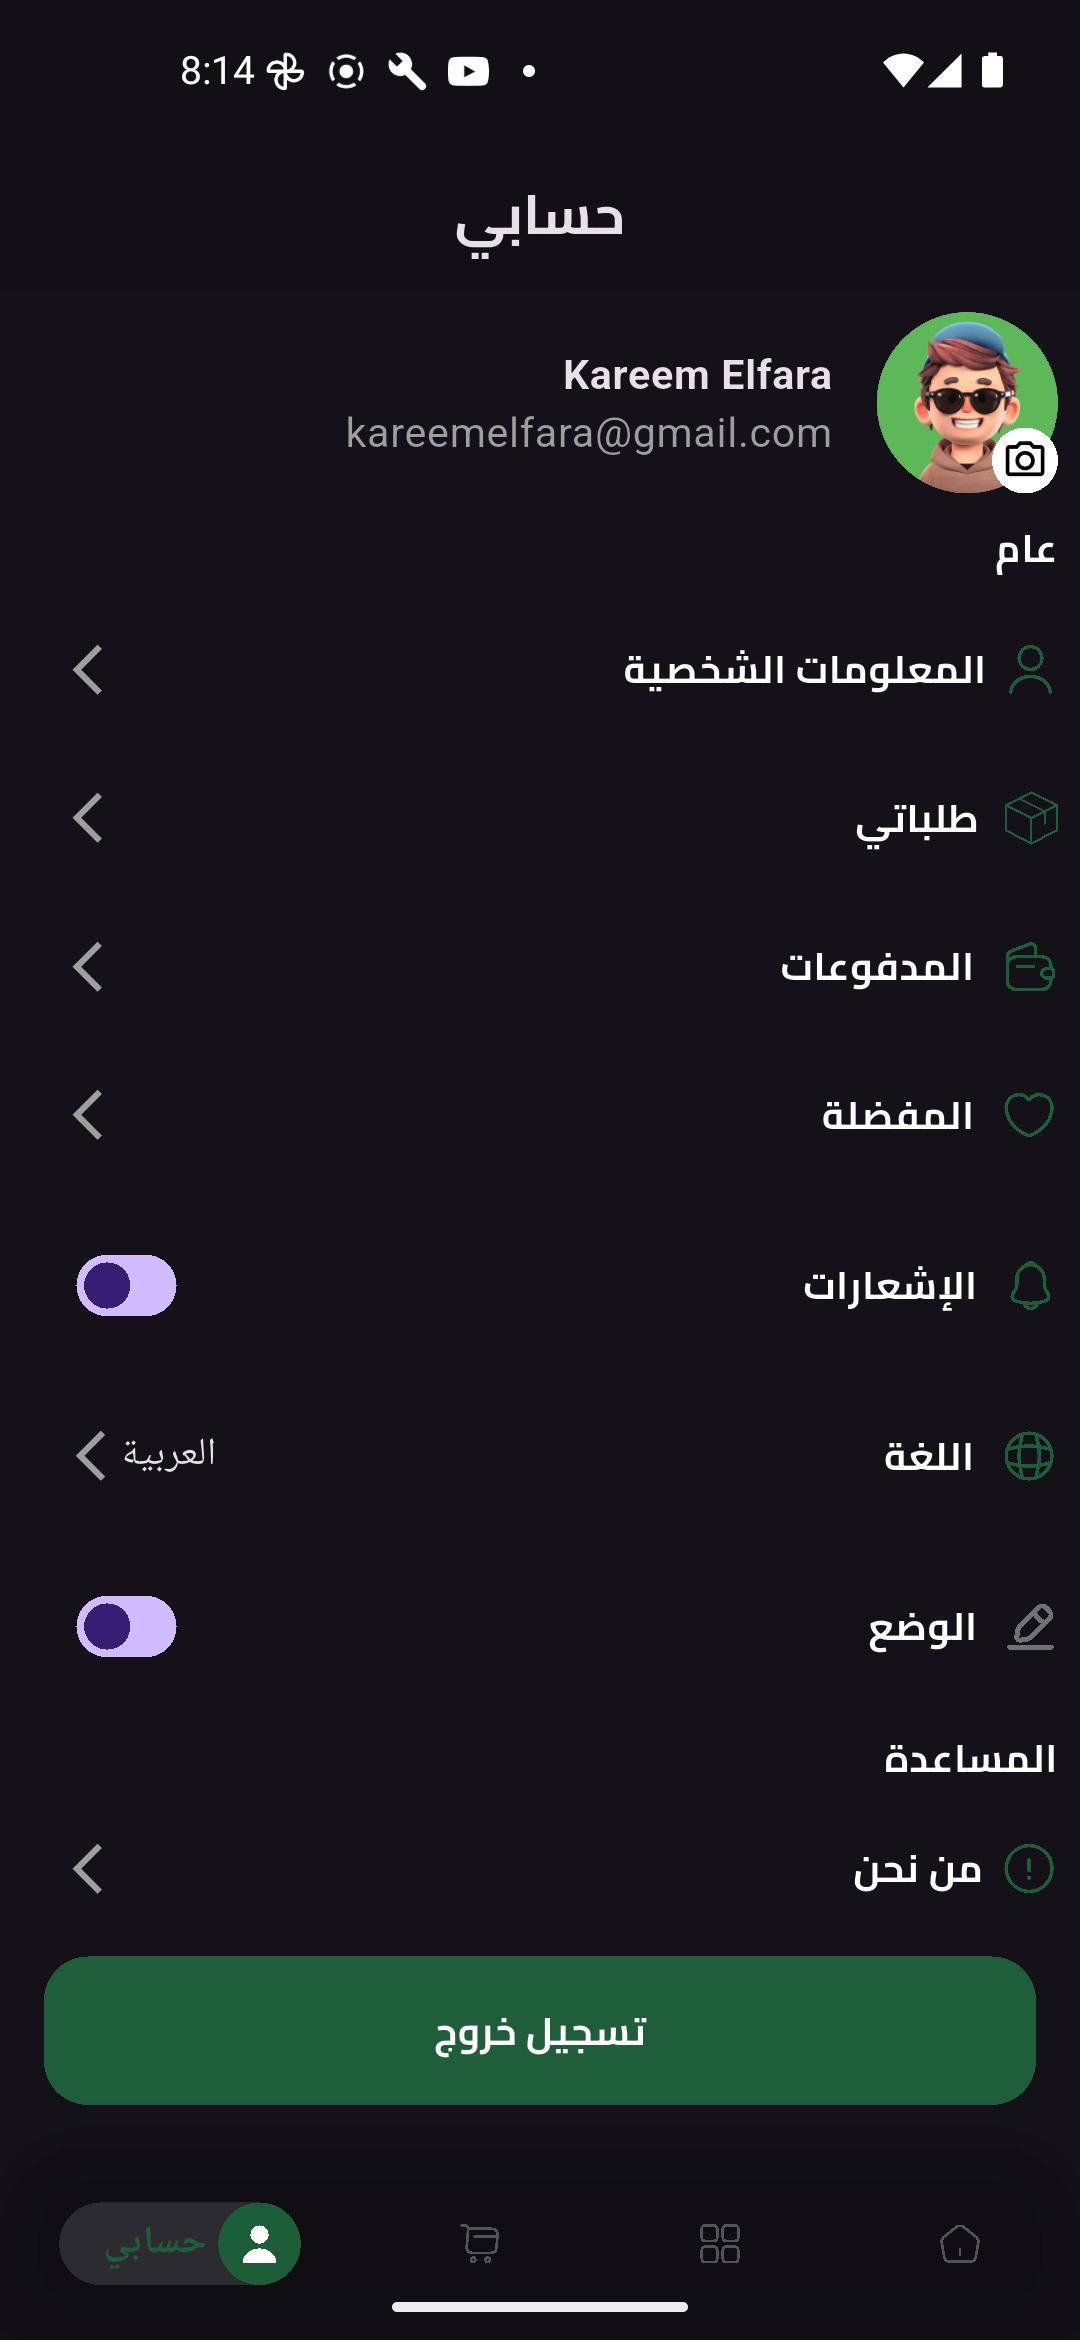 8:14
حسابي
Kareem Elfara
kareemelfara@gmail.com
عام
المعلومات الشخصية
طلباتي
المدفوعات
المفضلة
الإشعارات
اللغة العربية
الوضع
المساعدة
من نحن
تسجيل خروج
حسابي